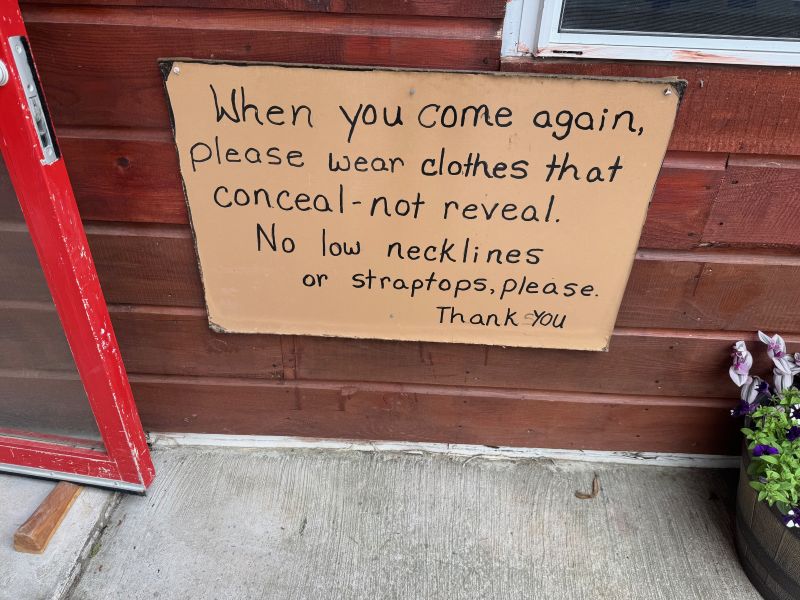 When you come again,
please wear clothes that
conceal-not reveal.
No low necklines
or straptops, please.
Thank You